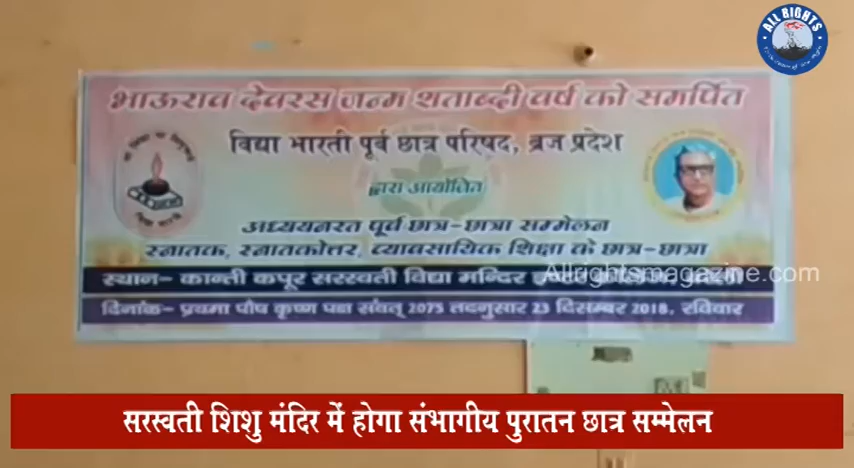 ALL RIGHTS
भाऊराव देवरस जन्म शताब्दी वर्ष को समर्पित
विद्या भारती पूर्व छात्र परिषद, ब्रज प्रदेश
द्वारा आयोजित
अध्ययनरत पूर्व छात्र-छात्रा सम्मेलन
स्नातक, स्नातकोत्तर, व्यावसायिक शिक्षा के छात्र-छात्रा
स्थान- कान्ती कपूर सरस्वती विद्या मन्दिर
Allrightsmagazine.com
दिनांक- प्रथमा पौष कृष्ण पक्ष संवत् 2075 तदनुसार 23 दिसम्बर 2018, रविवार
सरस्वती शिशु मंदिर में होगा संभागीय पुरातन छात्र सम्मेलन